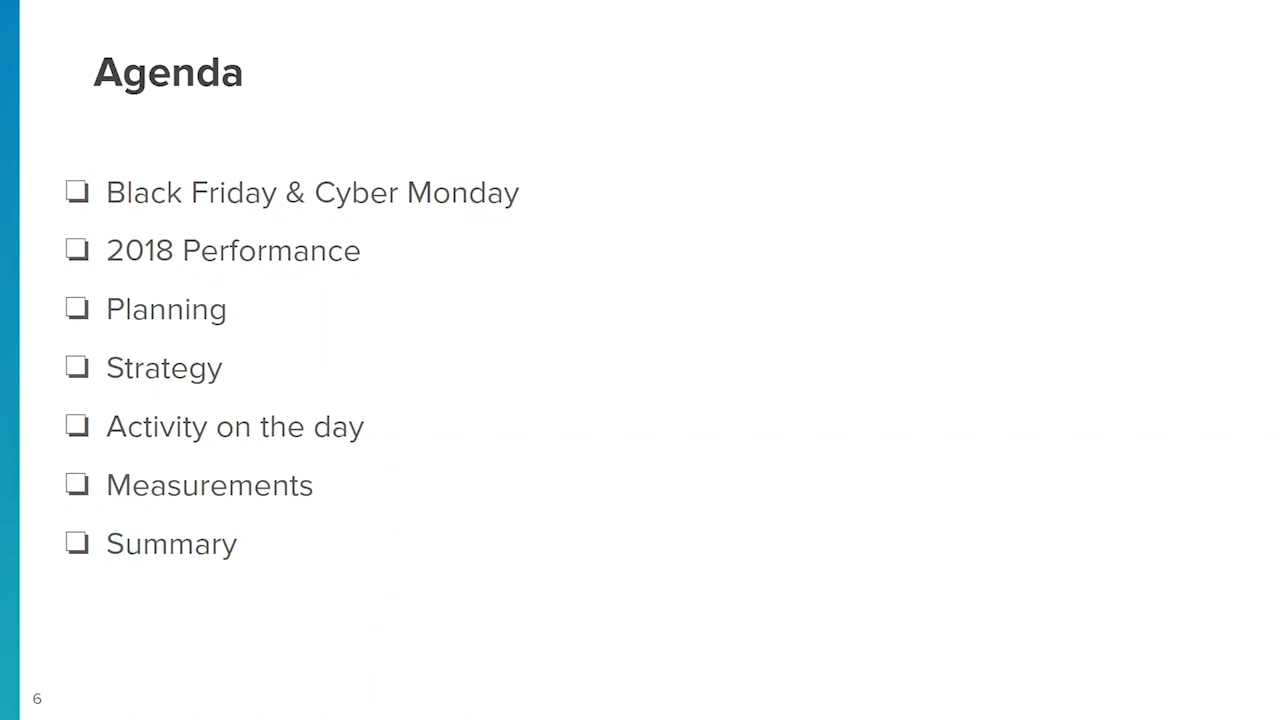 Agenda
❏ Black Friday & Cyber Monday
❏ 2018 Performance
❏ Planning
❏ Strategy
❏ Activity on the day
❏ Measurements
❏ Summary
6